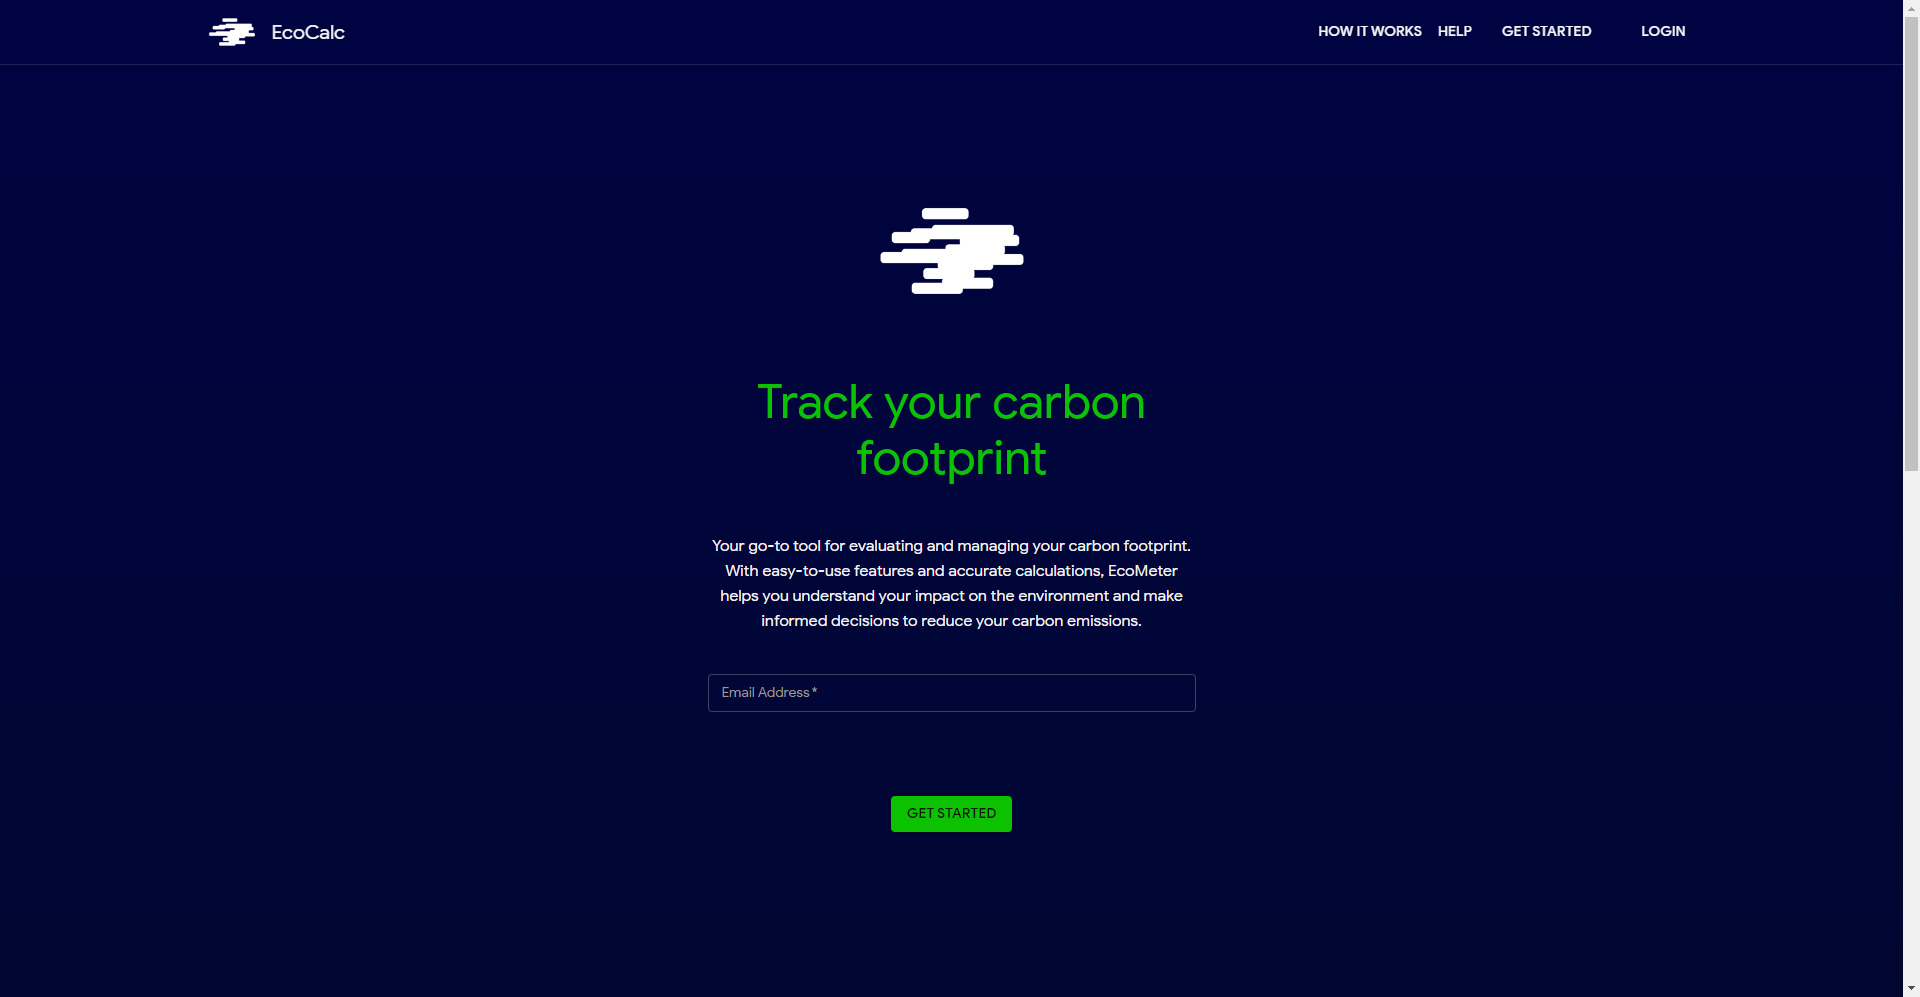 EcoCalc
HOW IT WORKS
HELP
GET STARTED
LOGIN
Track your carbon
footprint
Your go-to tool for evaluating and managing your carbon footprint.
With easy-to-use features and accurate calculations, EcoMeter
helps you understand your impact on the environment and make
informed decisions to reduce your carbon emissions.
Email Address *
GET STARTED